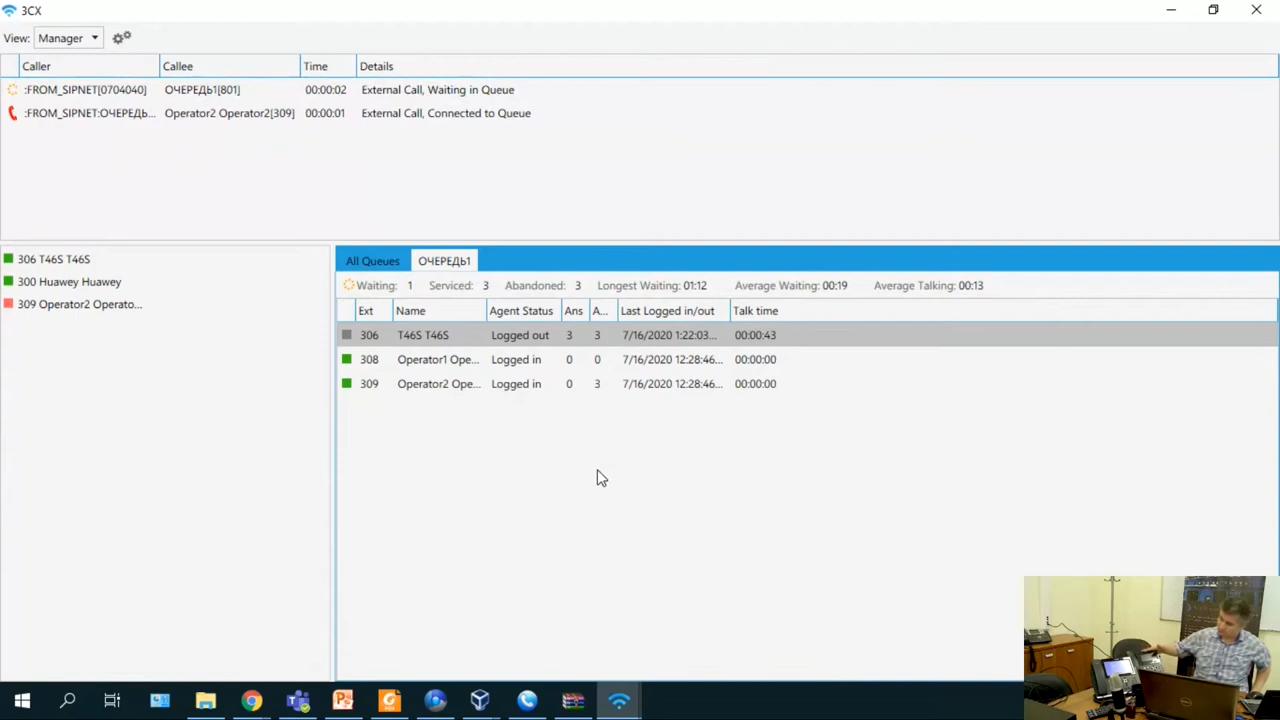 3CX
View: Manager
Caller Callee Time Details
:FROM_SIPNET[0704040] ОЧЕРЕДЬ1[801] 00:00:02 External Call, Waiting in Queue
:FROM_SIPNET:ОЧЕРЕДЬ... Operator2 Operator2[309] 00:00:01 External Call, Connected to Queue
306 T46S T46S
300 Huawey Huawey
309 Operator2 Operato...
All Queues ОЧЕРЕДЬ1
Waiting: 1 Serviced: 3 Abandoned: 3 Longest Waiting: 01:12 Average Waiting: 00:19 Average Talking: 00:13
Ext Name Agent Status Ans A... Last Logged in/out Talk time
306 T46S T46S Logged out 3 3 7/16/2020 1:22:03... 00:00:43
308 Operator1 Ope... Logged in 0 0 7/16/2020 12:28:46... 00:00:00
309 Operator2 Ope... Logged in 0 3 7/16/2020 12:28:46... 00:00:00